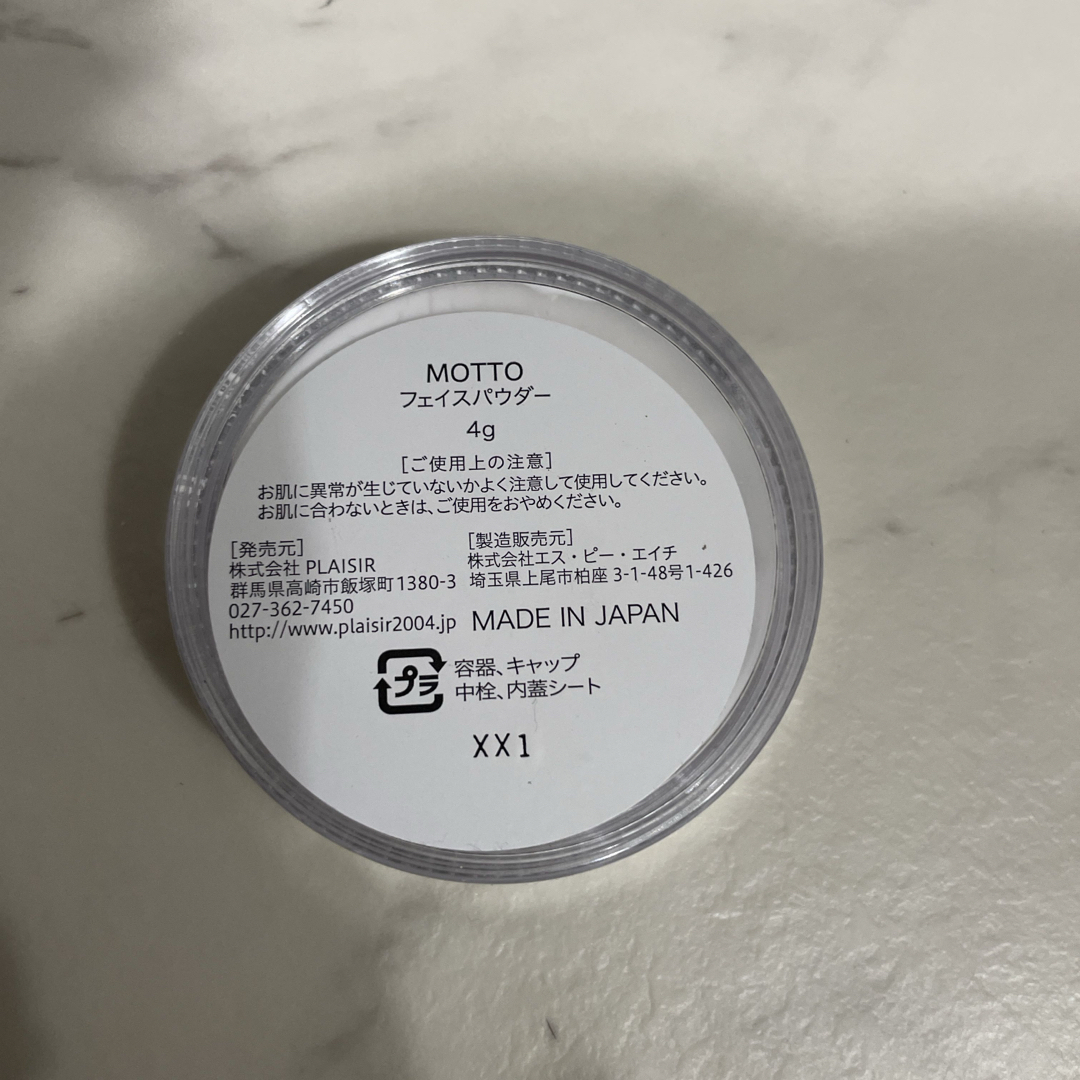 MOTTO
フェイスパウダー
4g
[ご使用上の注意]
お肌に異常が生じていないかよく注意して使用してください。
お肌に合わないときは、ご使用をおやめください。
[発売元]
株式会社 PLAISIR
群馬県高崎市飯塚町1380-3
027-362-7450
http://www.plaisir2004.jp
[製造販売元]
株式会社エス・ピー・エイチ
埼玉県上尾市柏座 3-1-48号1-426
MADE IN JAPAN
プラ
容器、キャップ
中栓、内蓋シート
XX1